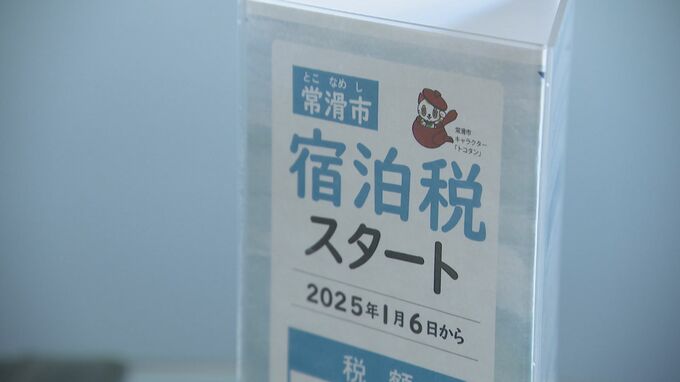 とこ なめ し
常滑市
常滑市
キャラクター
「トコタン」
宿泊税
スタート
2025年1月6日から
税 額